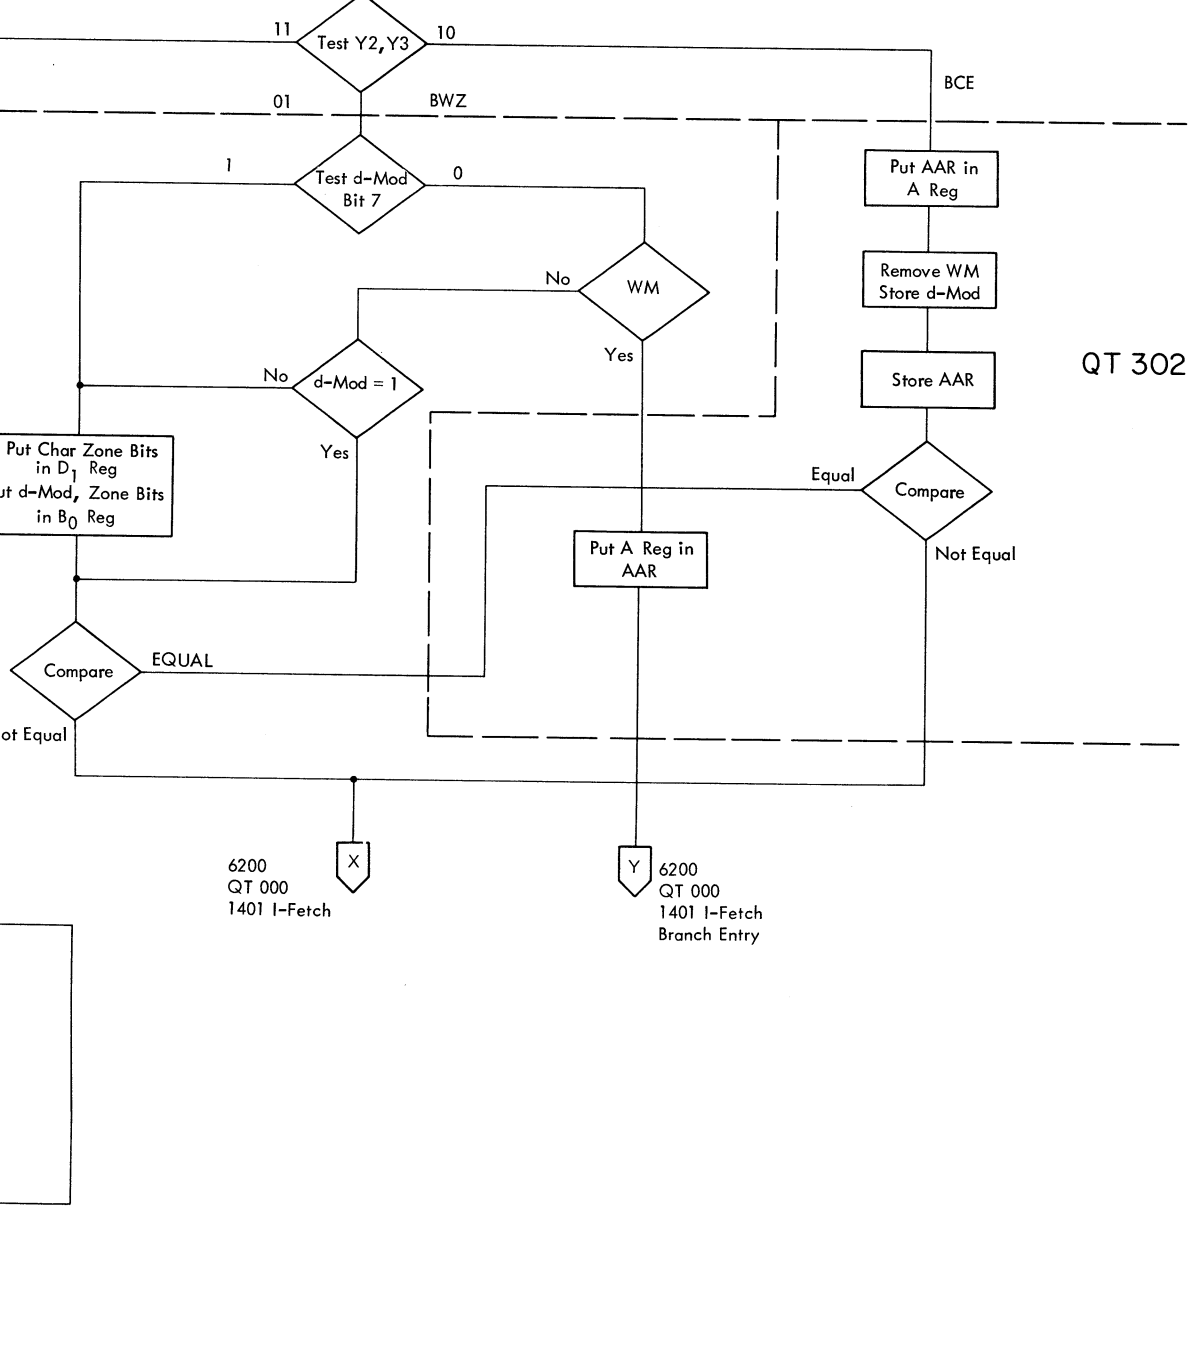 11
Test Y2,Y3
10
BCE
01
BWZ
1
Test d-Mod
Bit 7
0
Put AAR in
A Reg
No
WM
Yes
Remove WM
Store d-Mod
No
d-Mod = 1
Yes
Store AAR
QT 302
Put Char Zone Bits
in D1 Reg
d-Mod, Zone Bits
in B0 Reg
Equal
Compare
Not Equal
Put A Reg in
AAR
Compare
EQUAL
Equal
X
6200
QT 000
1401 I-Fetch
Y
6200
QT 000
1401 I-Fetch
Branch Entry